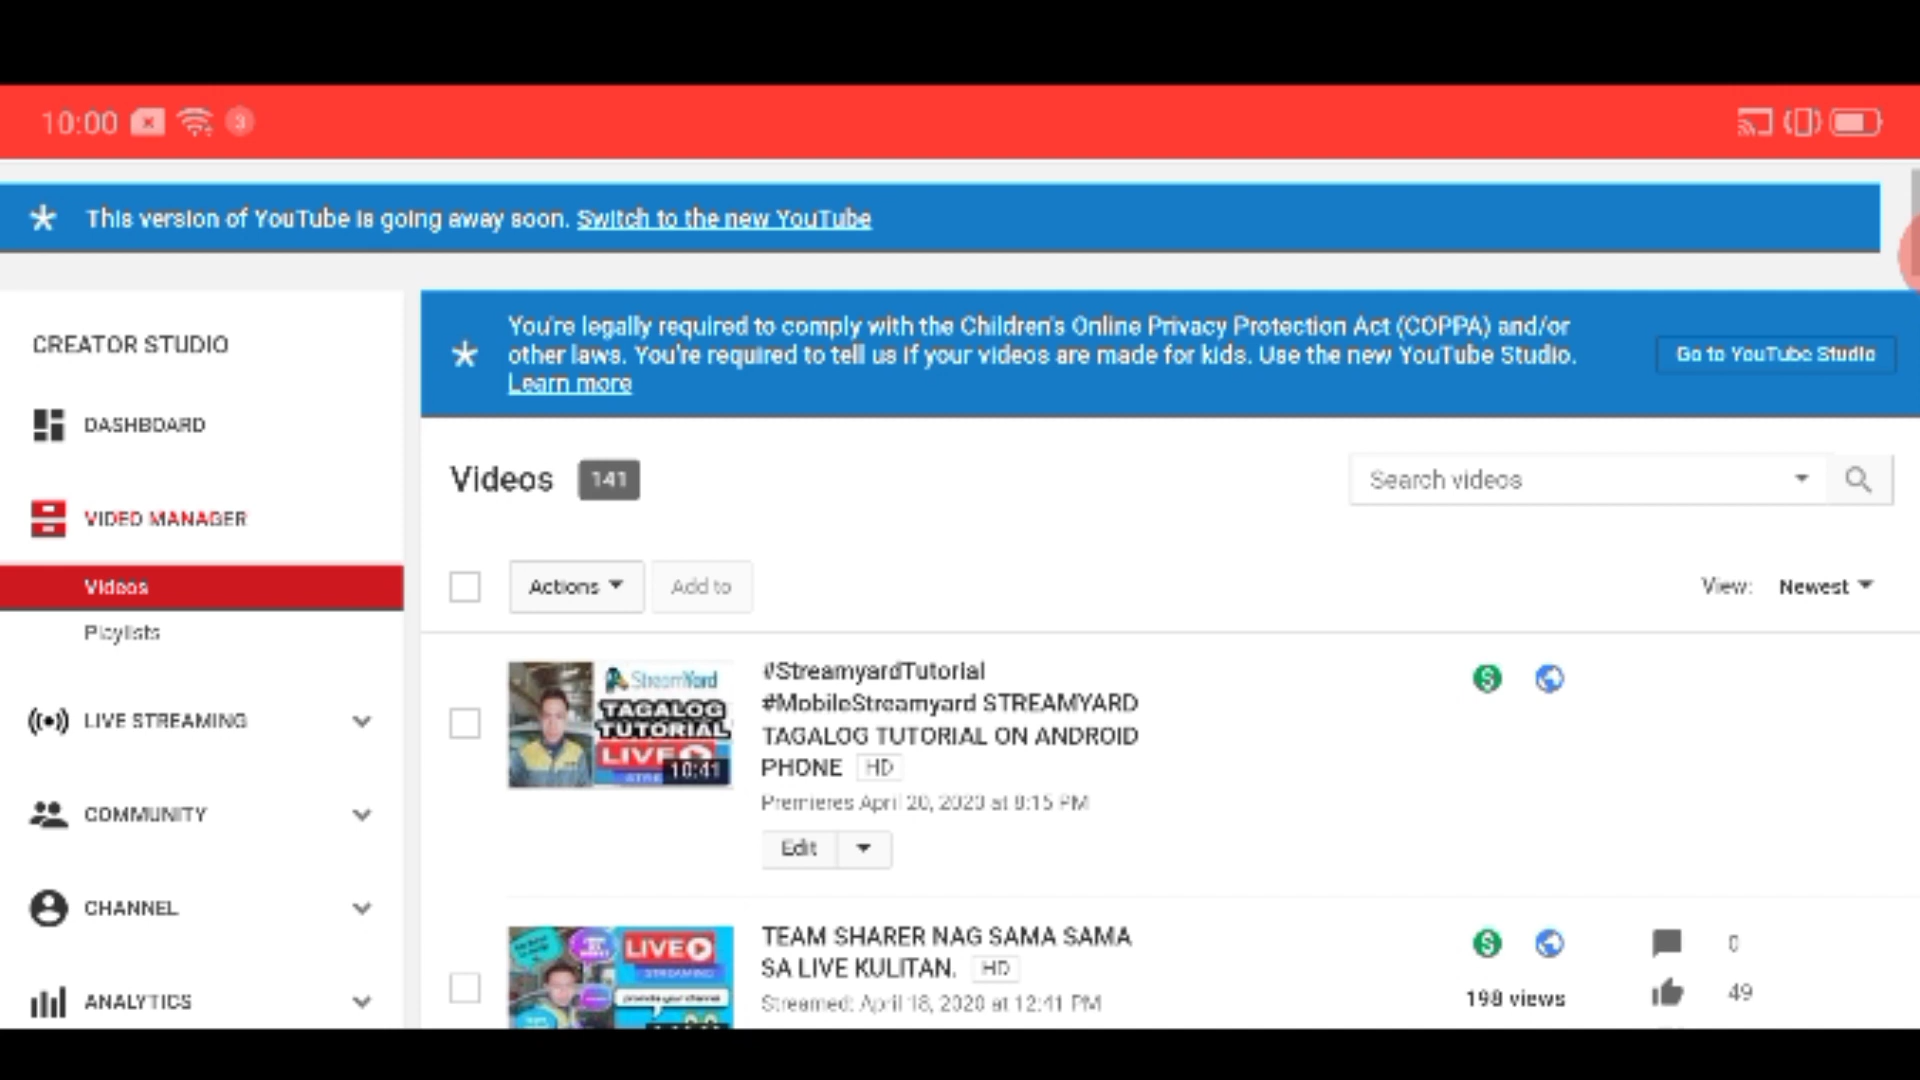 10:00
3
This version of YouTube is going away soon. Switch to the new YouTube
You're legally required to comply with the Children's Online Privacy Protection Act (COPPA) and/or
other laws. You're required to tell us if your videos are made for kids. Use the new YouTube Studio.
Learn more
Go to YouTube Studio
CREATOR STUDIO
DASHBOARD
VIDEO MANAGER
Videos
Playlists
LIVE STREAMING
COMMUNITY
CHANNEL
ANALYTICS
Videos 141
Search videos
Actions
Add to
View: Newest
StreamYard
TAGALOG
TUTORIAL
LIVE
10:41
#StreamyardTutorial
#MobileStreamyard STREAMYARD
TAGALOG TUTORIAL ON ANDROID
PHONE HD
Premieres April 20, 2020 at 8:15 PM
Edit
LIVE
STREAMING
promote your channel
TEAM SHARER NAG SAMA SAMA
SA LIVE KULITAN. HD
Streamed: April 18, 2020 at 12:41 PM
198 views
0
49